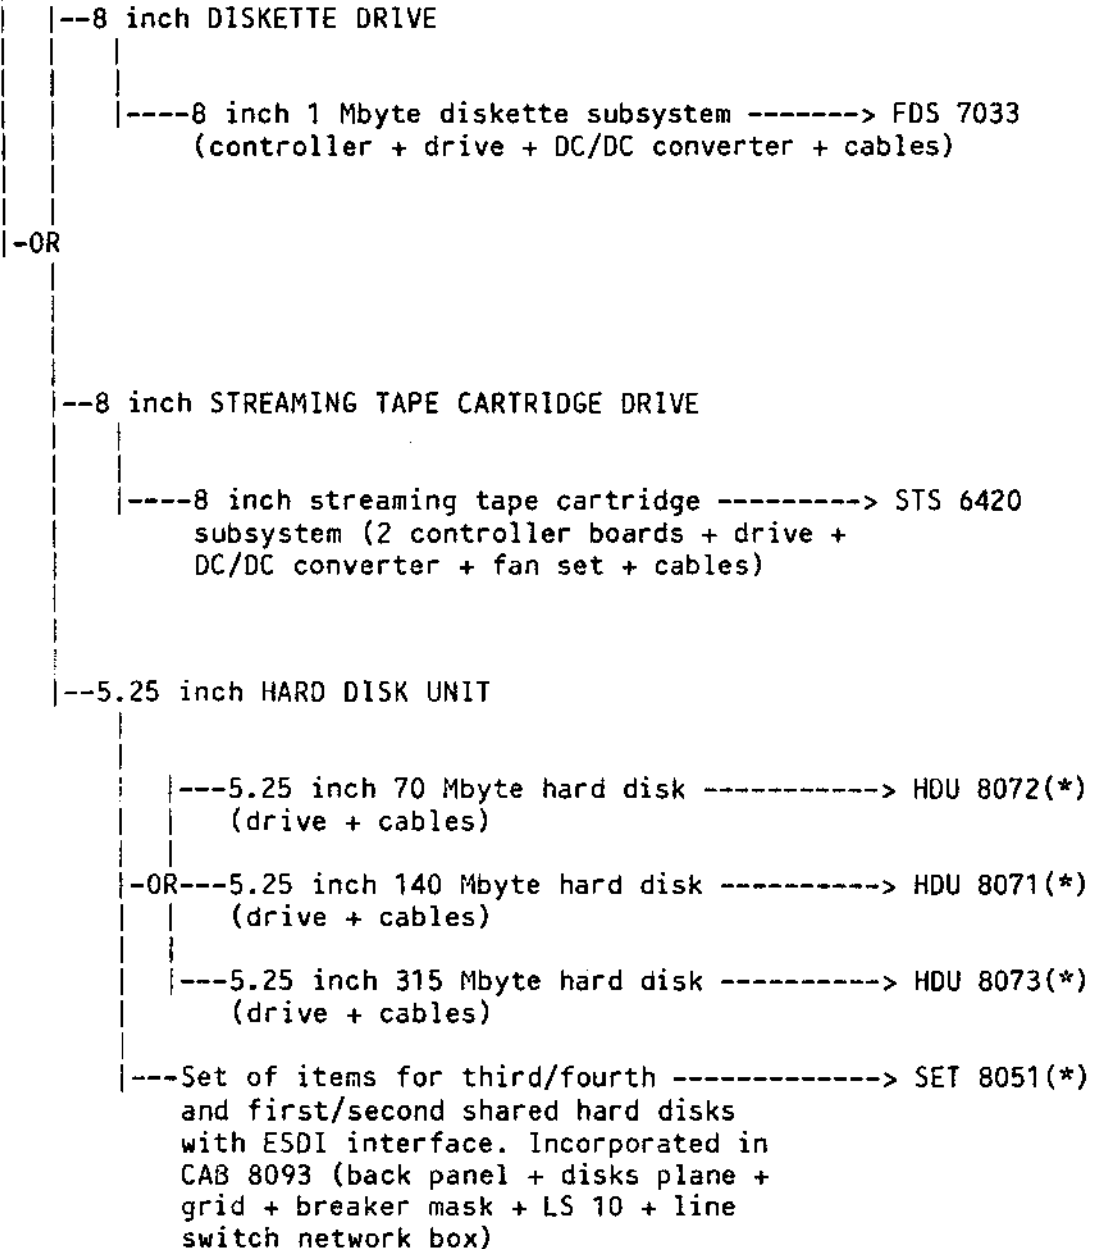 |--8 inch DISKETTE DRIVE
|----8 inch 1 Mbyte diskette subsystem -------> FDS 7033
(controller + drive + DC/DC converter + cables)
|-OR
|--8 inch STREAMING TAPE CARTRIDGE DRIVE
|----8 inch streaming tape cartridge ---------> STS 6420
subsystem (2 controller boards + drive +
DC/DC converter + fan set + cables)
|--5.25 inch HARD DISK UNIT
|---5.25 inch 70 Mbyte hard disk -----------> HDU 8072(*)
(drive + cables)
|-OR---5.25 inch 140 Mbyte hard disk ----------> HDU 8071(*)
(drive + cables)
|---5.25 inch 315 Mbyte hard disk ----------> HDU 8073(*)
(drive + cables)
|---Set of items for third/fourth -------------> SET 8051(*)
and first/second shared hard disks
with ESDI interface. Incorporated in
CAB 8093 (back panel + disks plane +
grid + breaker mask + LS 10 + line
switch network box)